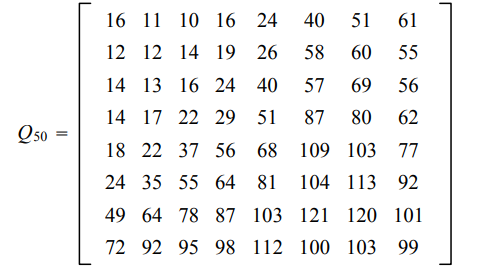 16 11 10 16 24 40 51 61
12 12 14 19 26 58 60 55
14 13 16 24 40 57 69 56
14 17 22 29 51 87 80 62
Q50 =
18 22 37 56 68 109 103 77
24 35 55 64 81 104 113 92
49 64 78 87 103 121 120 101
72 92 95 98 112 100 103 99